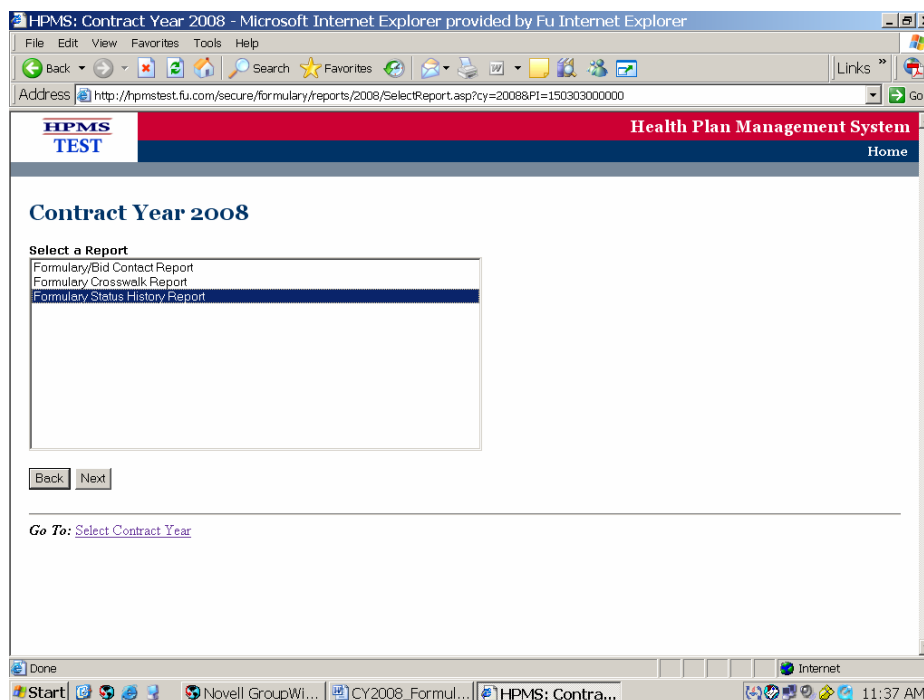 HPMS: Contract Year 2008 - Microsoft Internet Explorer provided by Fu Internet Explorer
File Edit View Favorites Tools Help
Back Search Favorites Links »
Address http://hpmstest.fu.com/secure/formulary/reports/2008/SelectReport.asp?cy=2008&PI=150303000000 Go
HPMS
TEST
Health Plan Management System
Home
Contract Year 2008
Select a Report
Formulary/Bid Contact Report
Formulary Crosswalk Report
Formulary Status History Report
Back Next
Go To: Select Contract Year
Done Internet
Start Novell GroupWi... CY2008_Formul... HPMS: Contra... 11:37 AM